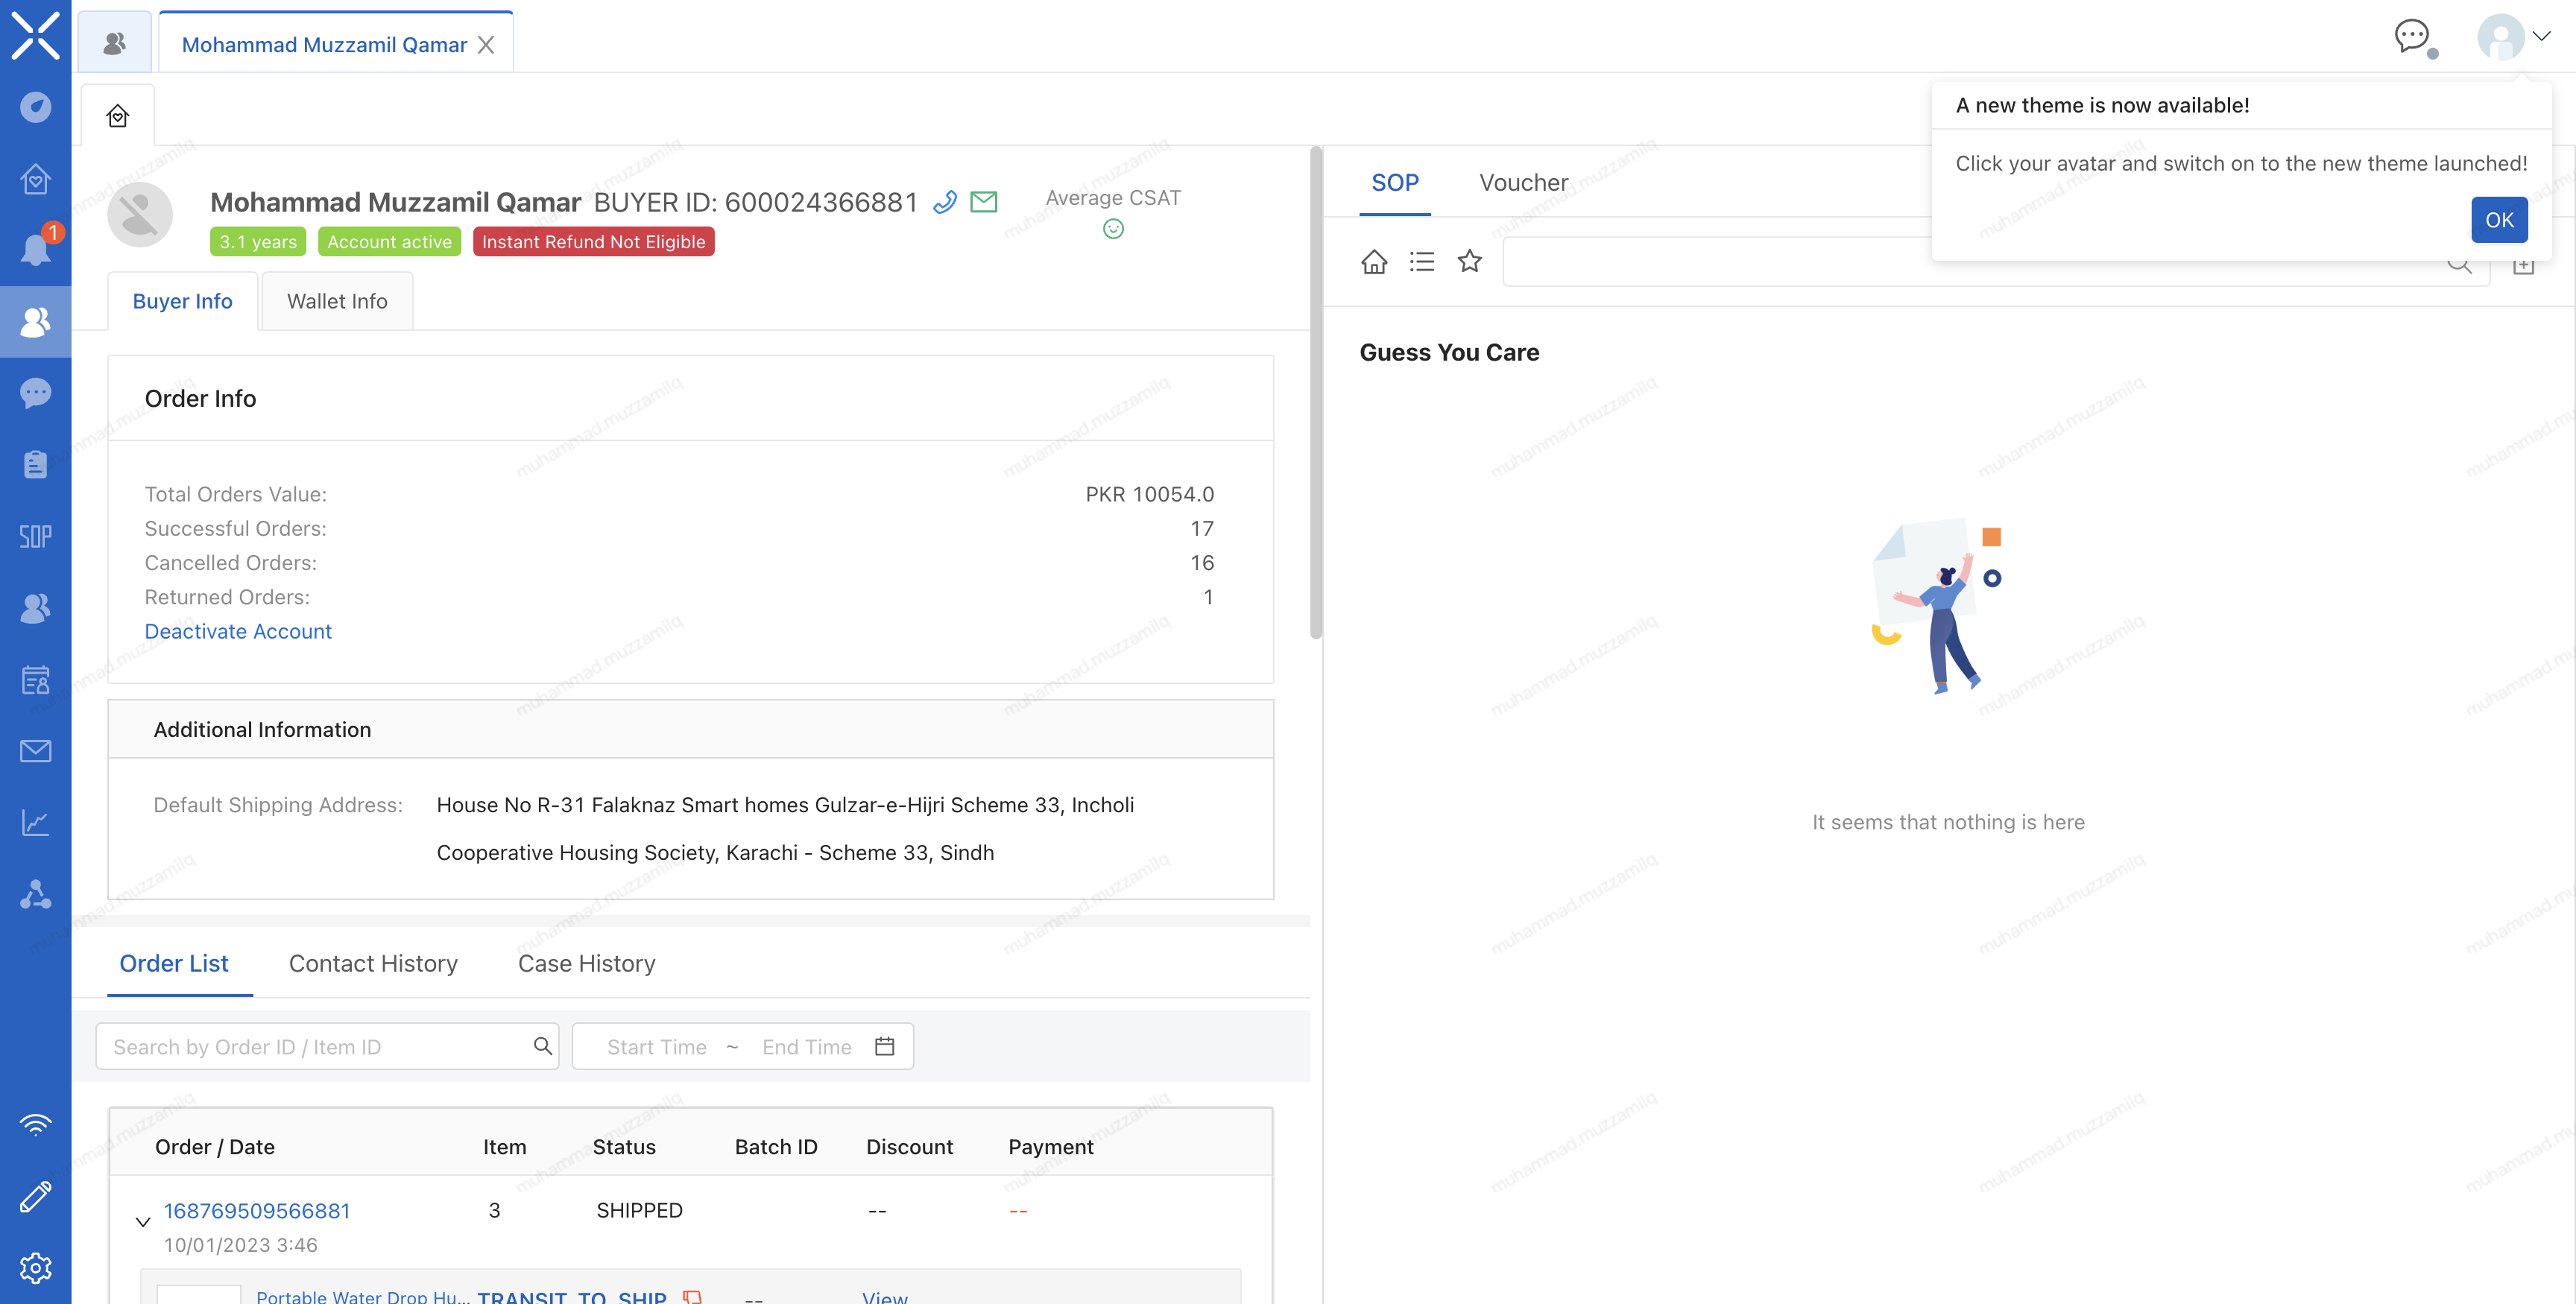 Mohammad Muzzamil Qamar
A new theme is now available!
Click your avatar and switch on to the new theme launched!
OK
1
Mohammad Muzzamil Qamar BUYER ID: 600024366881
Average CSAT
3.1 years Account active Instant Refund Not Eligible
SOP Voucher
Buyer Info Wallet Info
Guess You Care
It seems that nothing is here
Order Info
Total Orders Value: PKR 10054.0
Successful Orders: 17
Cancelled Orders: 16
Returned Orders: 1
Deactivate Account
SOP
Additional Information
Default Shipping Address: House No R-31 Falaknaz Smart homes Gulzar-e-Hijri Scheme 33, Incholi
Cooperative Housing Society, Karachi - Scheme 33, Sindh
Order List Contact History Case History
Search by Order ID / Item ID Start Time ~ End Time
Order / Date Item Status Batch ID Discount Payment
168769509566881 3 SHIPPED -- --
10/01/2023 3:46
Portable Water Drop Hu... TRANSIT_TO_SHIP -- View
muhammad.muzzamilq